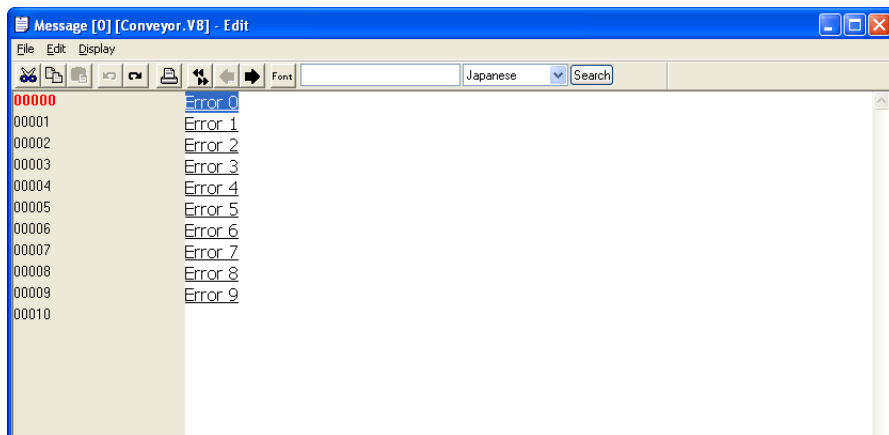 Message [0] [Conveyor.V8] - Edit
File Edit Display
Font Japanese Search
00000 Error 0
00001 Error 1
00002 Error 2
00003 Error 3
00004 Error 4
00005 Error 5
00006 Error 6
00007 Error 7
00008 Error 8
00009 Error 9
00010